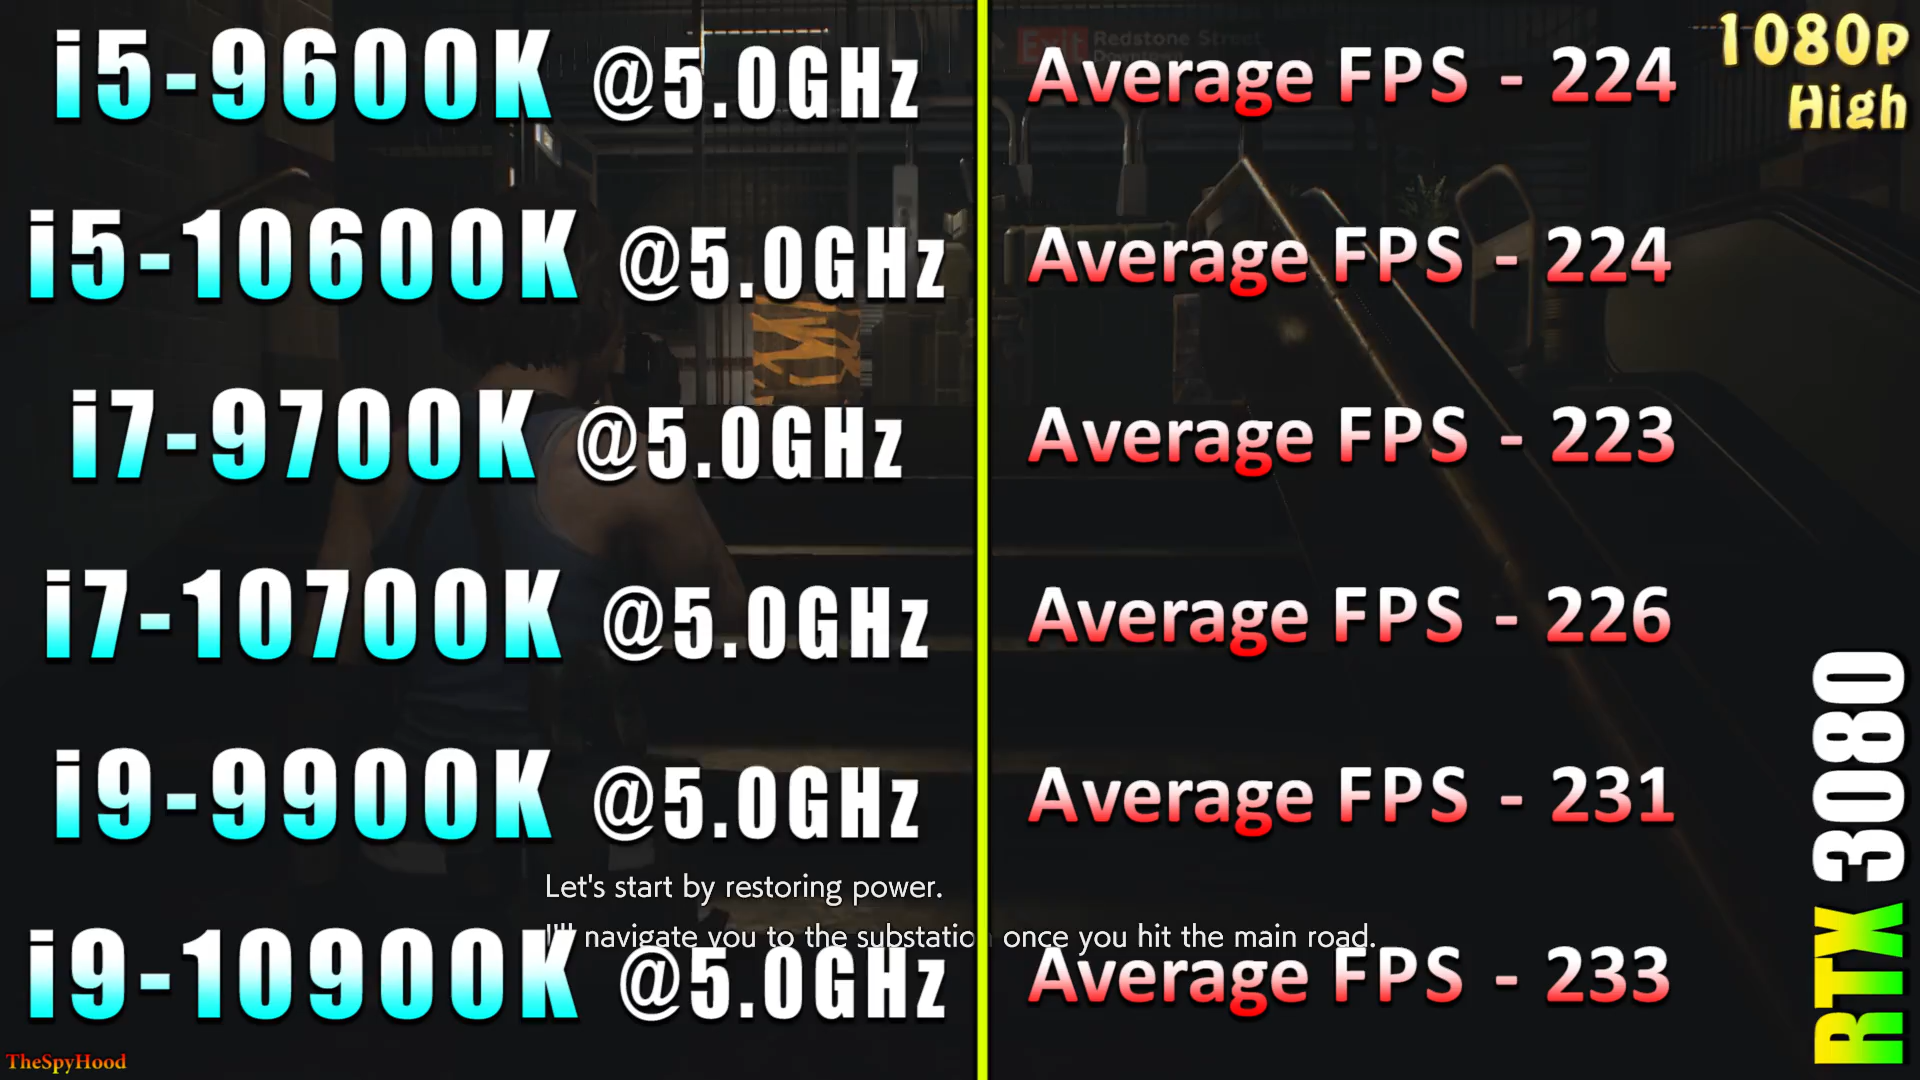 i5-9600K @5.0GHz Average FPS - 224
1080p
High
Exit Redstone Street
i5-10600K @5.0GHz Average FPS - 224
i7-9700K @5.0GHz Average FPS - 223
i7-10700K @5.0GHz Average FPS - 226
i9-9900K @5.0GHz Average FPS - 231
RTX 3080
Let's start by restoring power.
I'll navigate you to the substation once you hit the main road.
i9-10900K @5.0GHz Average FPS - 233
TheSpyHood